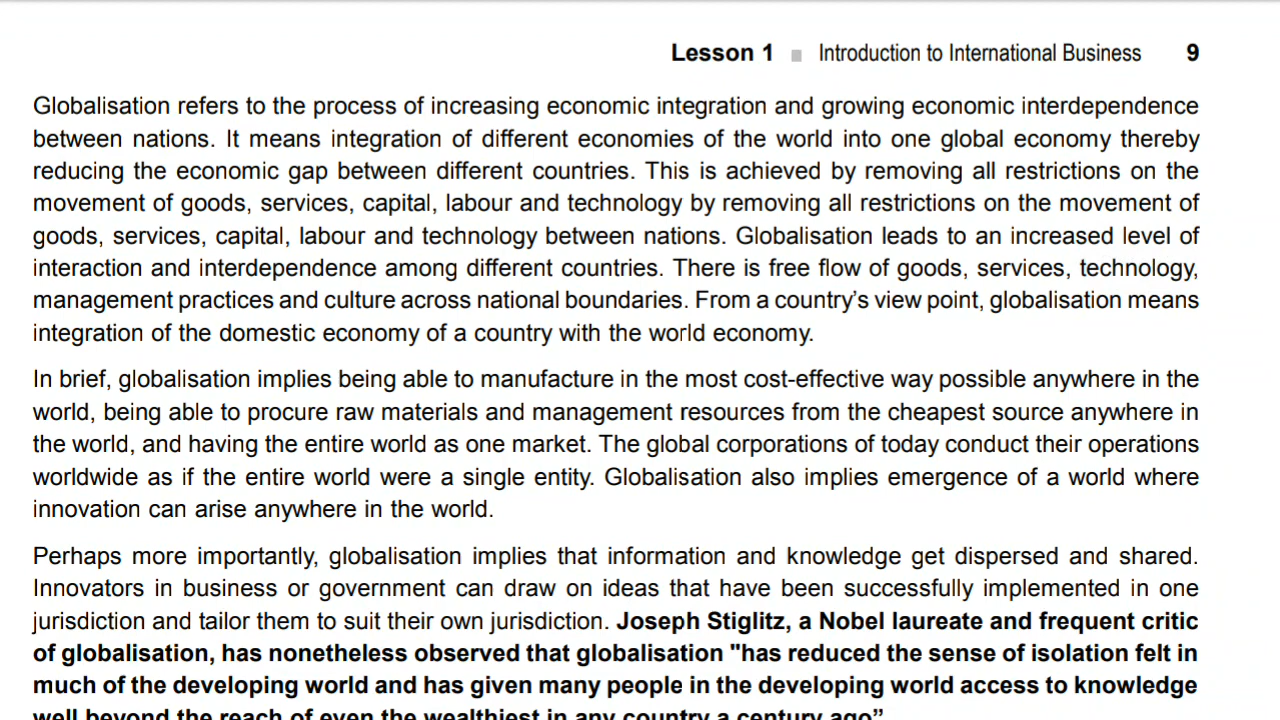 Lesson 1 ■ Introduction to International Business 9
Globalisation refers to the process of increasing economic integration and growing economic interdependence
between nations. It means integration of different economies of the world into one global economy thereby
reducing the economic gap between different countries. This is achieved by removing all restrictions on the
movement of goods, services, capital, labour and technology by removing all restrictions on the movement of
goods, services, capital, labour and technology between nations. Globalisation leads to an increased level of
interaction and interdependence among different countries. There is free flow of goods, services, technology,
management practices and culture across national boundaries. From a country's view point, globalisation means
integration of the domestic economy of a country with the world economy.
In brief, globalisation implies being able to manufacture in the most cost-effective way possible anywhere in the
world, being able to procure raw materials and management resources from the cheapest source anywhere in
the world, and having the entire world as one market. The global corporations of today conduct their operations
worldwide as if the entire world were a single entity. Globalisation also implies emergence of a world where
innovation can arise anywhere in the world.
Perhaps more importantly, globalisation implies that information and knowledge get dispersed and shared.
Innovators in business or government can draw on ideas that have been successfully implemented in one
jurisdiction and tailor them to suit their own jurisdiction. Joseph Stiglitz, a Nobel laureate and frequent critic
of globalisation, has nonetheless observed that globalisation "has reduced the sense of isolation felt in
much of the developing world and has given many people in the developing world access to knowledge
well beyond the reach of even the wealthiest in any country a century ago”